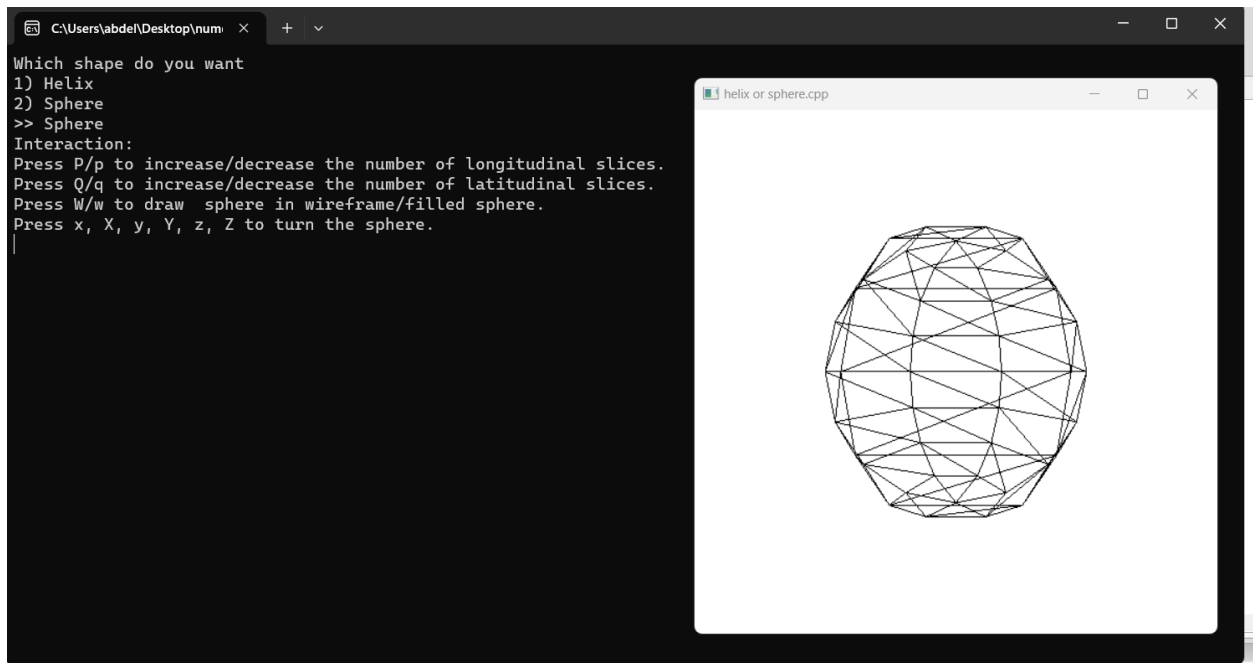 C:\Users\abdel\Desktop\num
Which shape do you want
1) Helix
2) Sphere
>> Sphere
Interaction:
Press P/p to increase/decrease the number of longitudinal slices.
Press Q/q to increase/decrease the number of latitudinal slices.
Press W/w to draw  sphere in wireframe/filled sphere.
Press x, X, y, Y, z, Z to turn the sphere.
helix or sphere.cpp